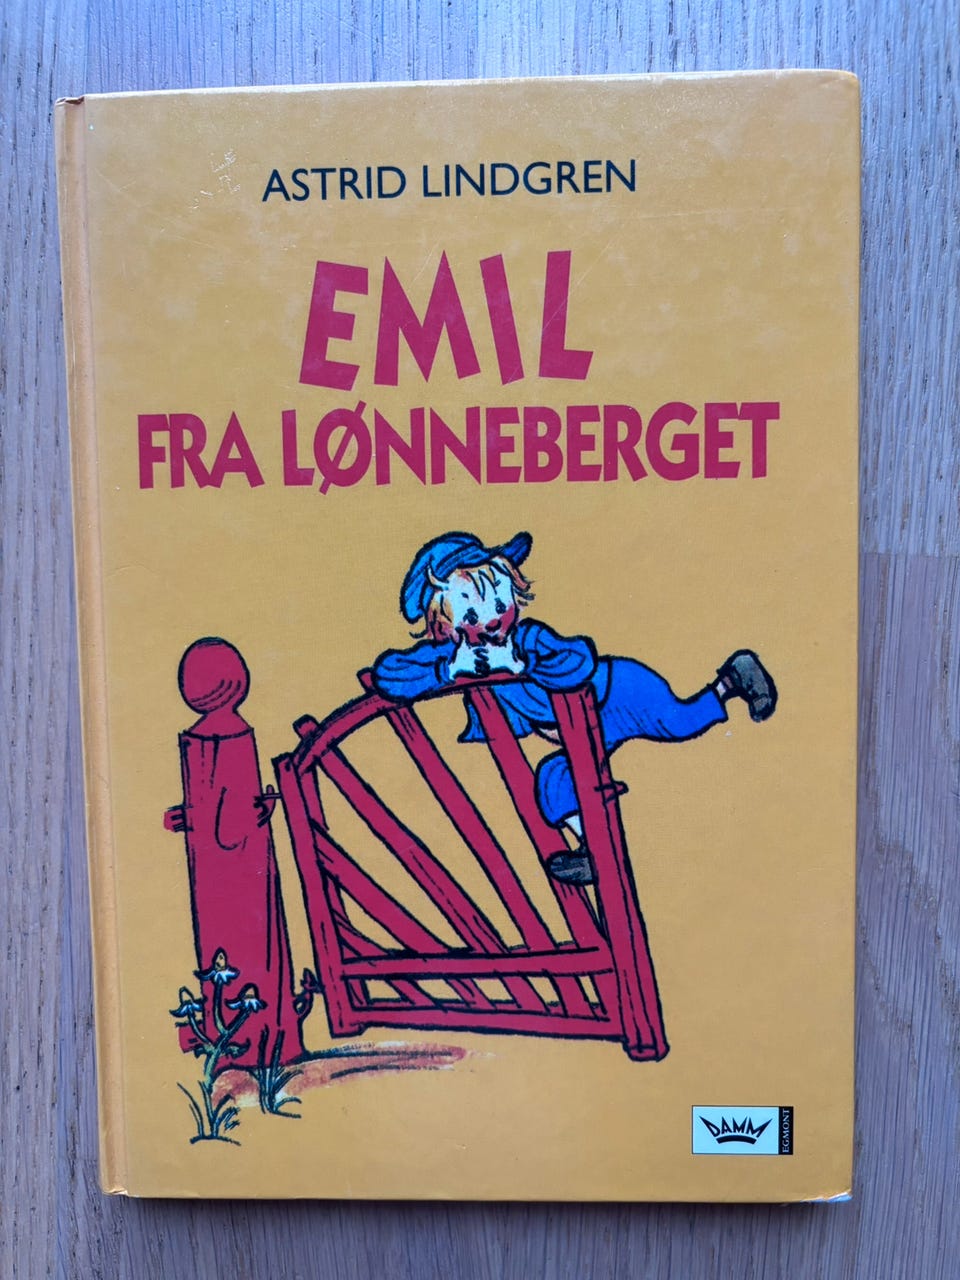 ASTRID LINDGREN
EMIL
FRA LØNNEBERGET
DAMM
EGMONT